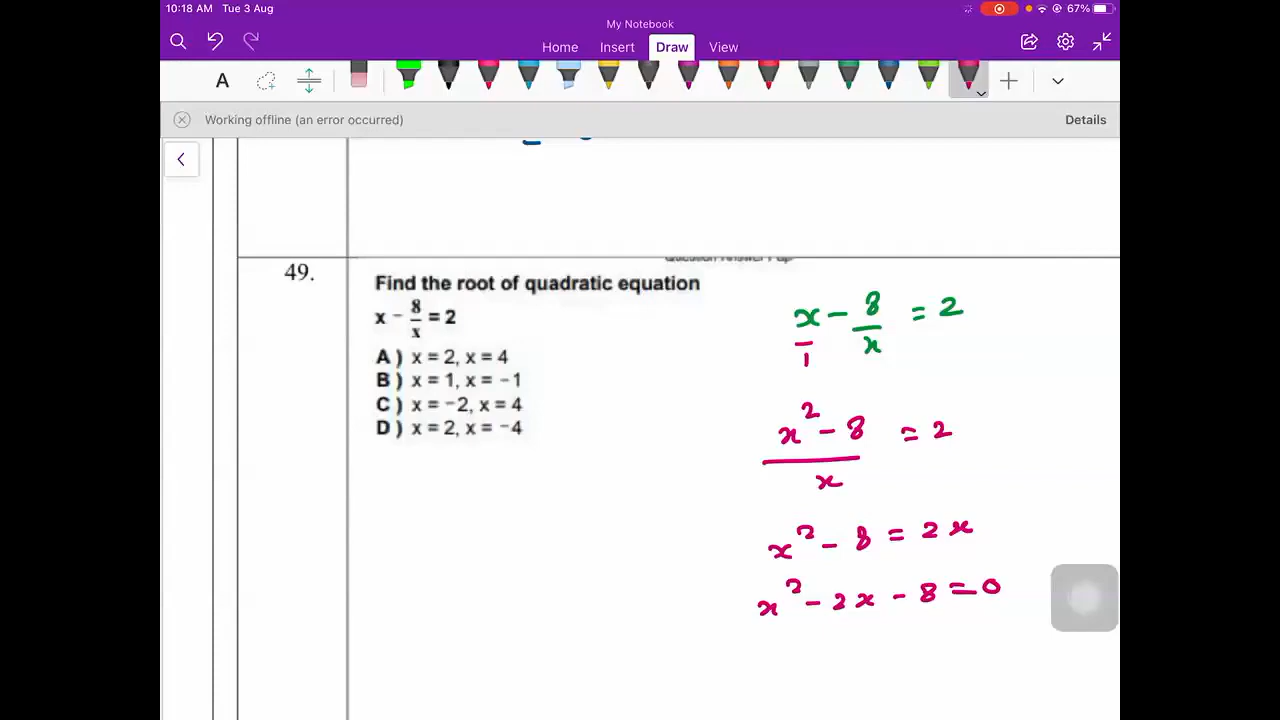 10:18 AM Tue 3 Aug
67%
My Notebook
Home Insert Draw View
A
Working offline (an error occurred) Details
49.
Find the root of quadratic equation
x - 8/x = 2
A) x = 2, x = 4
B) x = 1, x = -1
C) x = -2, x = 4
D) x = 2, x = -4
x - 8/x = 2
1
x² - 8 / x = 2
x² - 8 = 2x
x² - 2x - 8 = 0